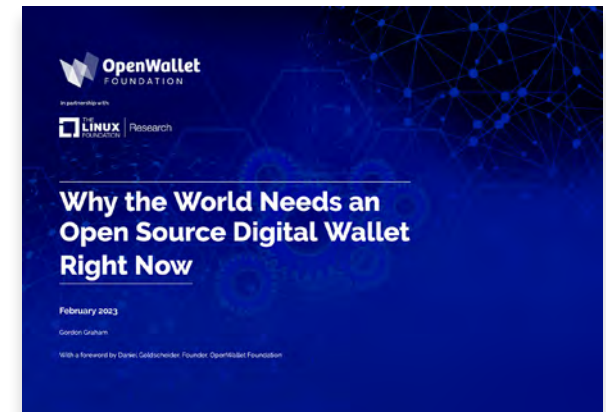 OpenWallet
FOUNDATION
In partnership with
THE
LINUX
FOUNDATION
Research
Why the World Needs an
Open Source Digital Wallet
Right Now
February 2023
Gordon Graham
With a foreword by Daniel Goldscheider, Founder, OpenWallet Foundation